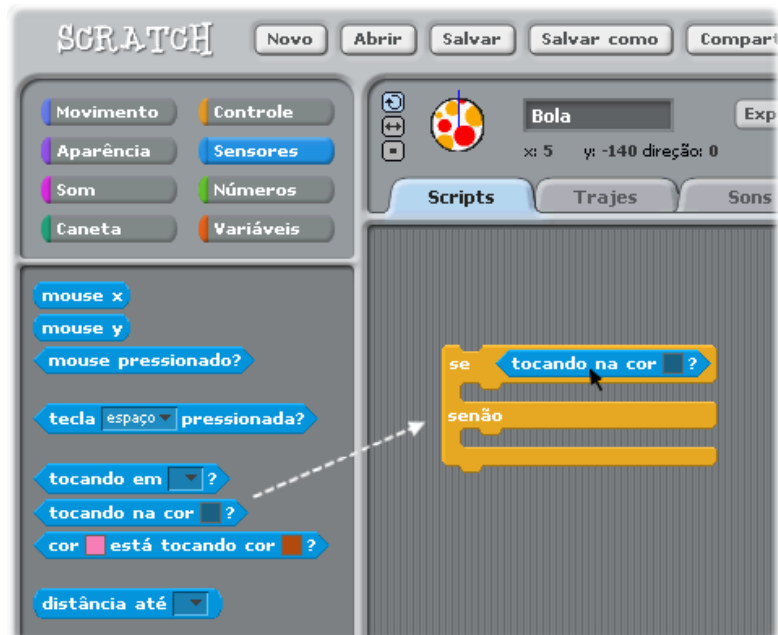 SCRATCH Novo Abrir Salvar Salvar como Compart
Movimento Controle
Aparência Sensores
Som Números
Caneta Variáveis
Bola Exp
x: 5 y: -140 direção: 0
Scripts Trajes Sons
mouse x
mouse y
mouse pressionado?
tecla espaço pressionada?
tocando em ?
tocando na cor ?
cor está tocando cor ?
distância até
se tocando na cor ?
senão